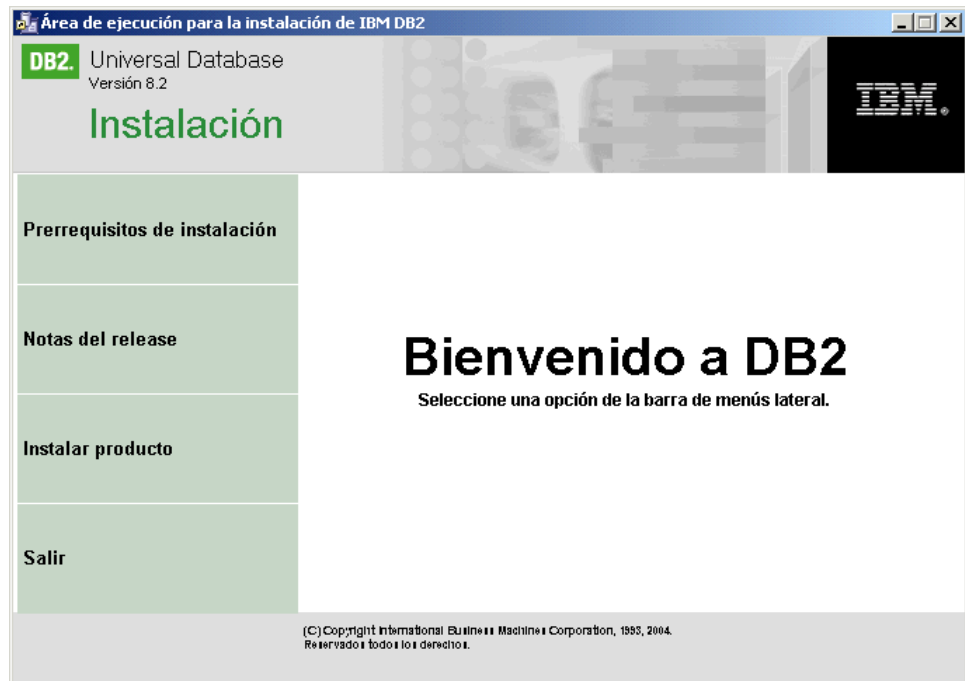 Área de ejecución para la instalación de IBM DB2
DB2. Universal Database
Versión 8.2
Instalación
IBM®
Prerrequisitos de instalación
Notas del release
Instalar producto
Salir
Bienvenido a DB2
Seleccione una opción de la barra de menús lateral.
(C) Copyright International Business Machines Corporation, 1993, 2004.
Reservados todos los derechos.